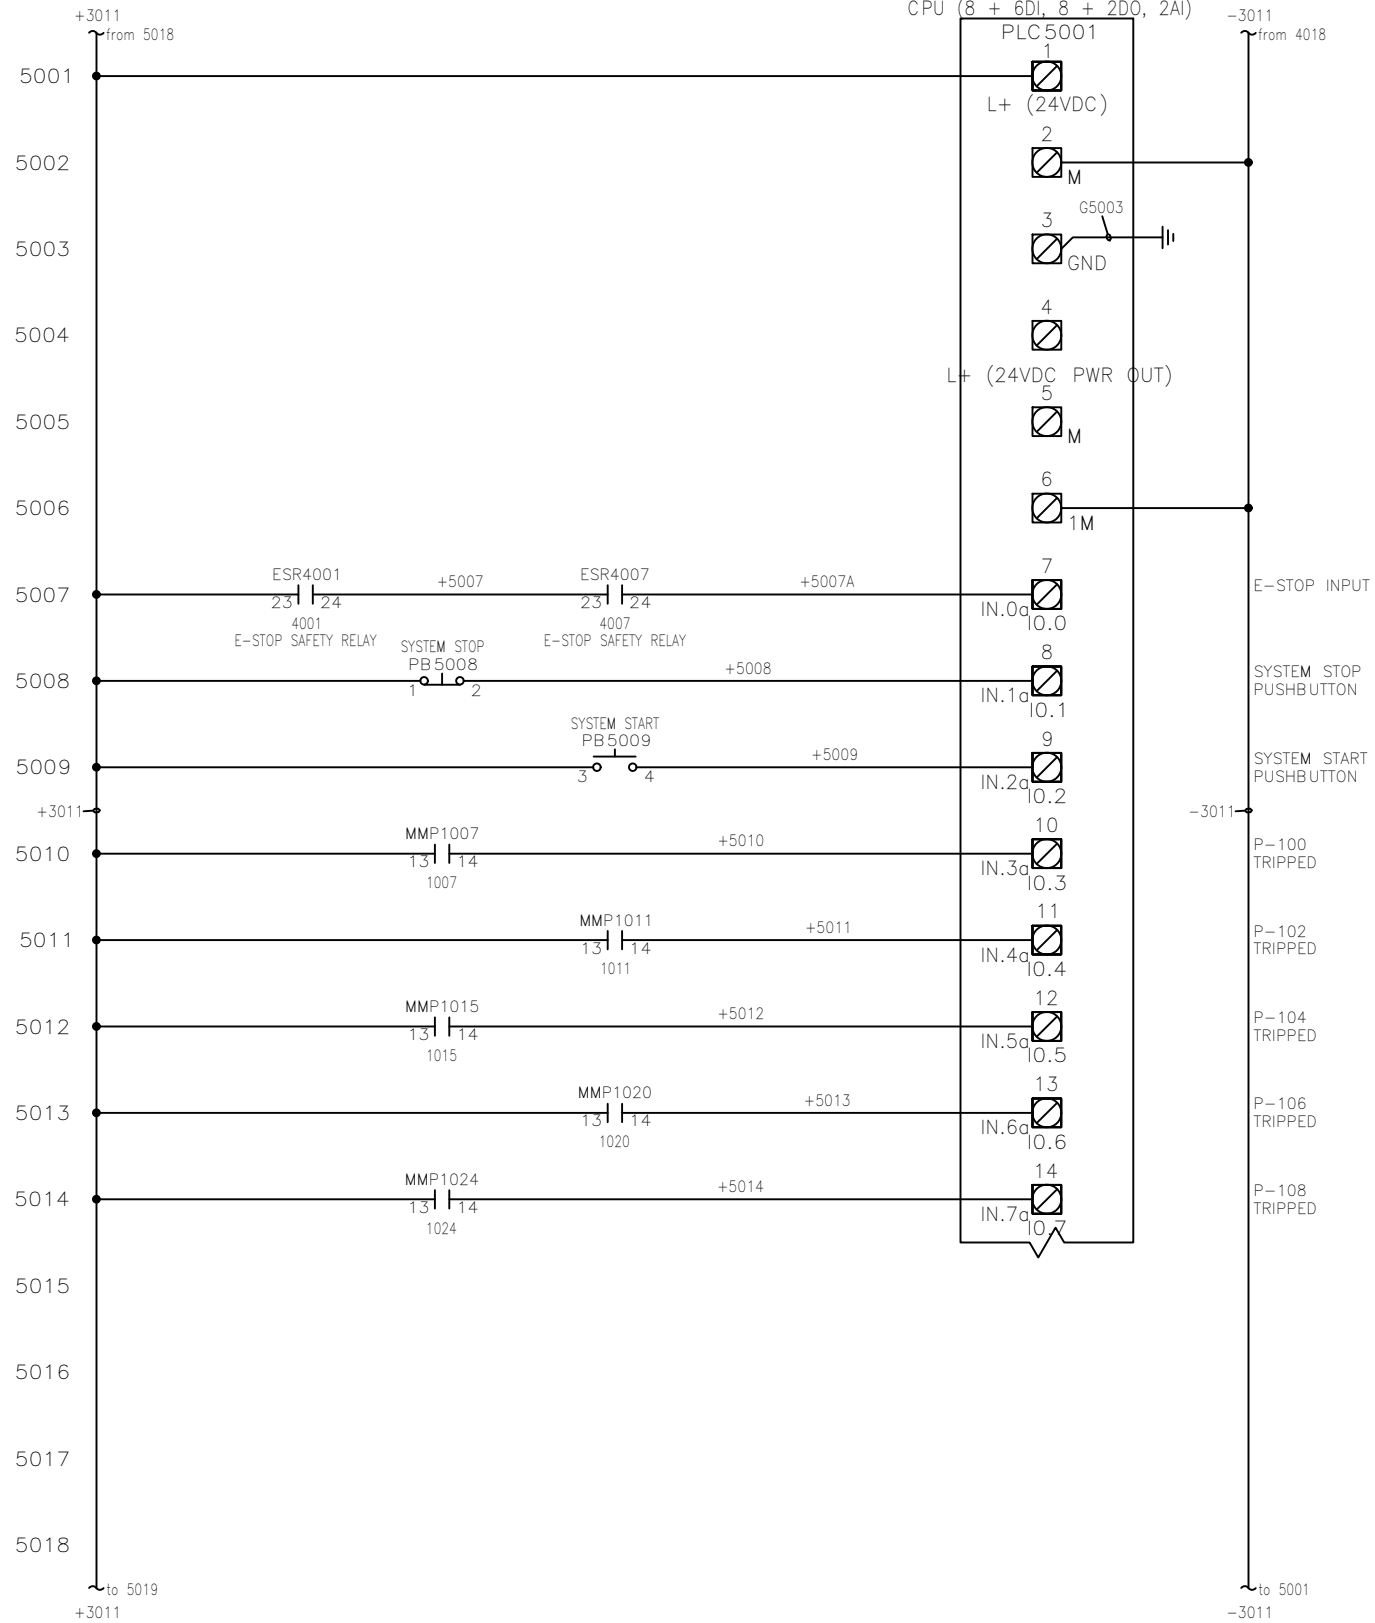 CPU (8 + 6DI, 8 + 2DO, 2AI)
+3011
from 5018
-3011
from 4018
PLC5001
1
5001
L+ (24VDC)
2
5002
M
G5003
3
5003
GND
4
5004
L+ (24VDC PWR OUT)
5
5005
M
6
5006
1M
ESR4001
+5007
ESR4007
+5007A
7
E-STOP INPUT
5007
23 24
23 24
IN.0a
I0.0
4001
E-STOP SAFETY RELAY
4007
E-STOP SAFETY RELAY
SYSTEM STOP
PB5008
+5008
8
SYSTEM STOP
PUSHBUTTON
5008
1 2
IN.1a
I0.1
SYSTEM START
PB5009
+5009
9
SYSTEM START
PUSHBUTTON
5009
3 4
IN.2a
I0.2
+3011
-3011
MMP1007
+5010
10
P-100
TRIPPED
5010
13 14
IN.3a
I0.3
1007
MMP1011
+5011
11
P-102
TRIPPED
5011
13 14
IN.4a
I0.4
1011
MMP1015
+5012
12
P-104
TRIPPED
5012
13 14
IN.5a
I0.5
1015
MMP1020
+5013
13
P-106
TRIPPED
5013
13 14
IN.6a
I0.6
1020
MMP1024
+5014
14
P-108
TRIPPED
5014
13 14
IN.7a
I0.7
1024
5015
5016
5017
5018
to 5019
+3011
to 5001
-3011